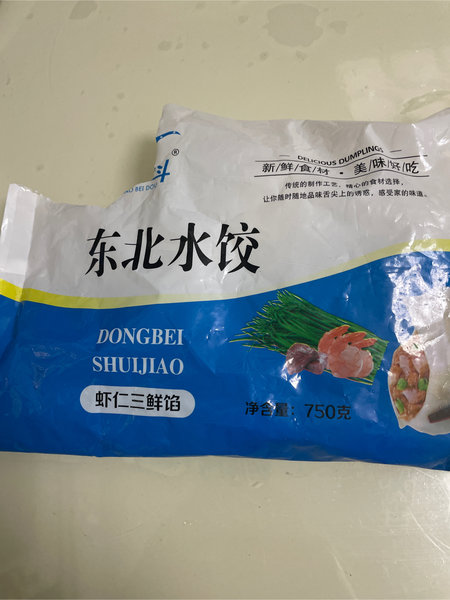 斗®
DELICIOUS DUMPLINGS
新/鲜/食/材·美/味/好/吃
传统的制作工艺，精心的食材选择，
让你随时随地品味舌尖上的诱惑，感受家的味道。
BEI DOU
东北水饺
DONGBEI
SHUIJIAO
虾仁三鲜馅
净含量：750克